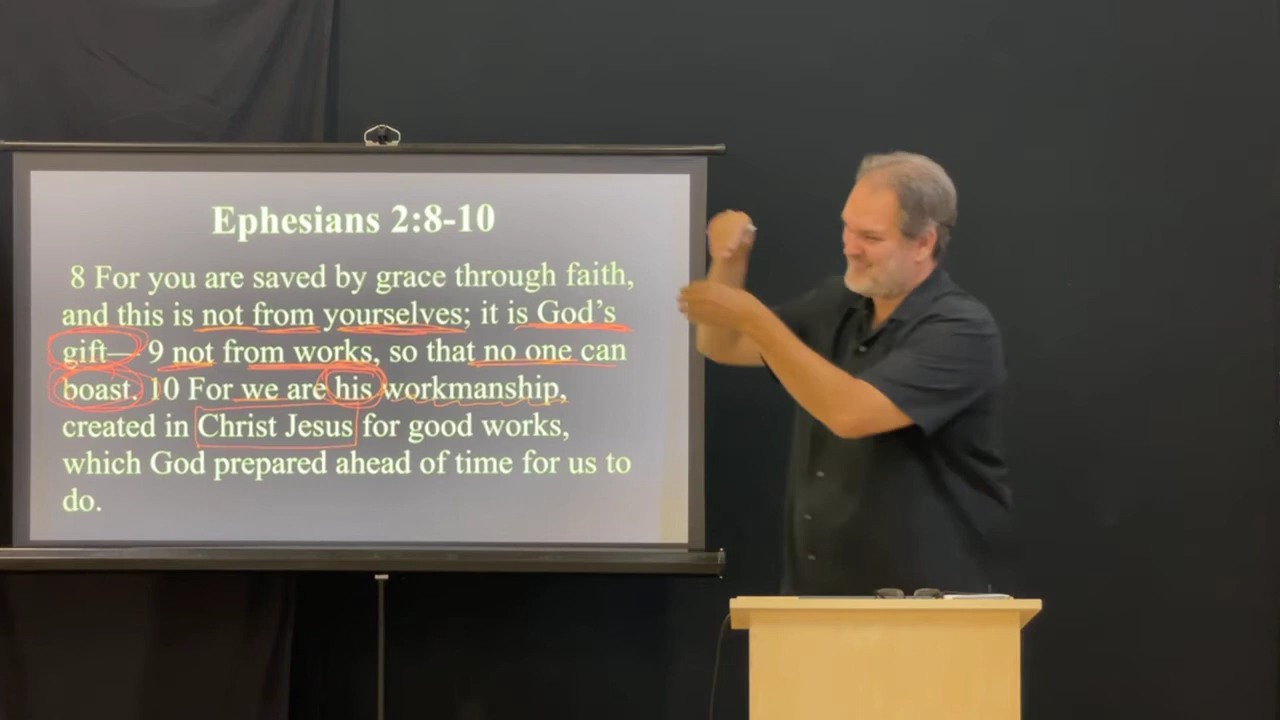 Ephesians 2:8-10
8 For you are saved by grace through faith,
and this is not from yourselves; it is God's
gift— 9 not from works, so that no one can
boast. 10 For we are his workmanship,
created in Christ Jesus for good works,
which God prepared ahead of time for us to
do.